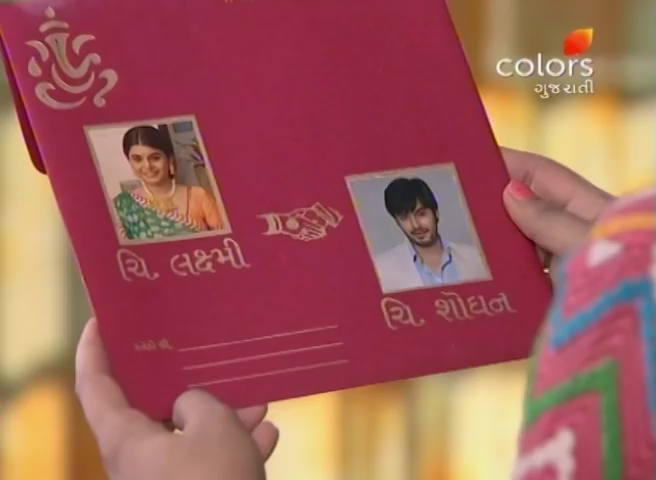 colors
ગુજરાતી
ચિ. લક્ષ્મી
ચિ. શોધન